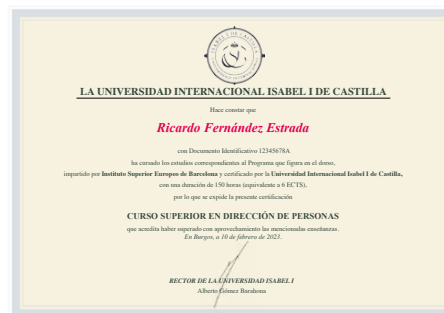 LA UNIVERSIDAD INTERNACIONAL ISABEL I DE CASTILLA
Hace constar que
Ricardo Fernández Estrada
con Documento Identificativo 12345678A
ha cursado los estudios correspondientes al Programa que figura en el dorso,
impartido por Instituto Superior Europeo de Barcelona y certificado por la Universidad Internacional Isabel I de Castilla,
con una duración de 150 horas (equivalente a 6 ECTS),
por lo que se expide la presente certificación
CURSO SUPERIOR EN DIRECCIÓN DE PERSONAS
que acredita haber superado con aprovechamiento las mencionadas enseñanzas.
En Burgos, a 10 de febrero de 2023.
RECTOR DE LA UNIVERSIDAD ISABEL I
Alberto Gómez Barahona